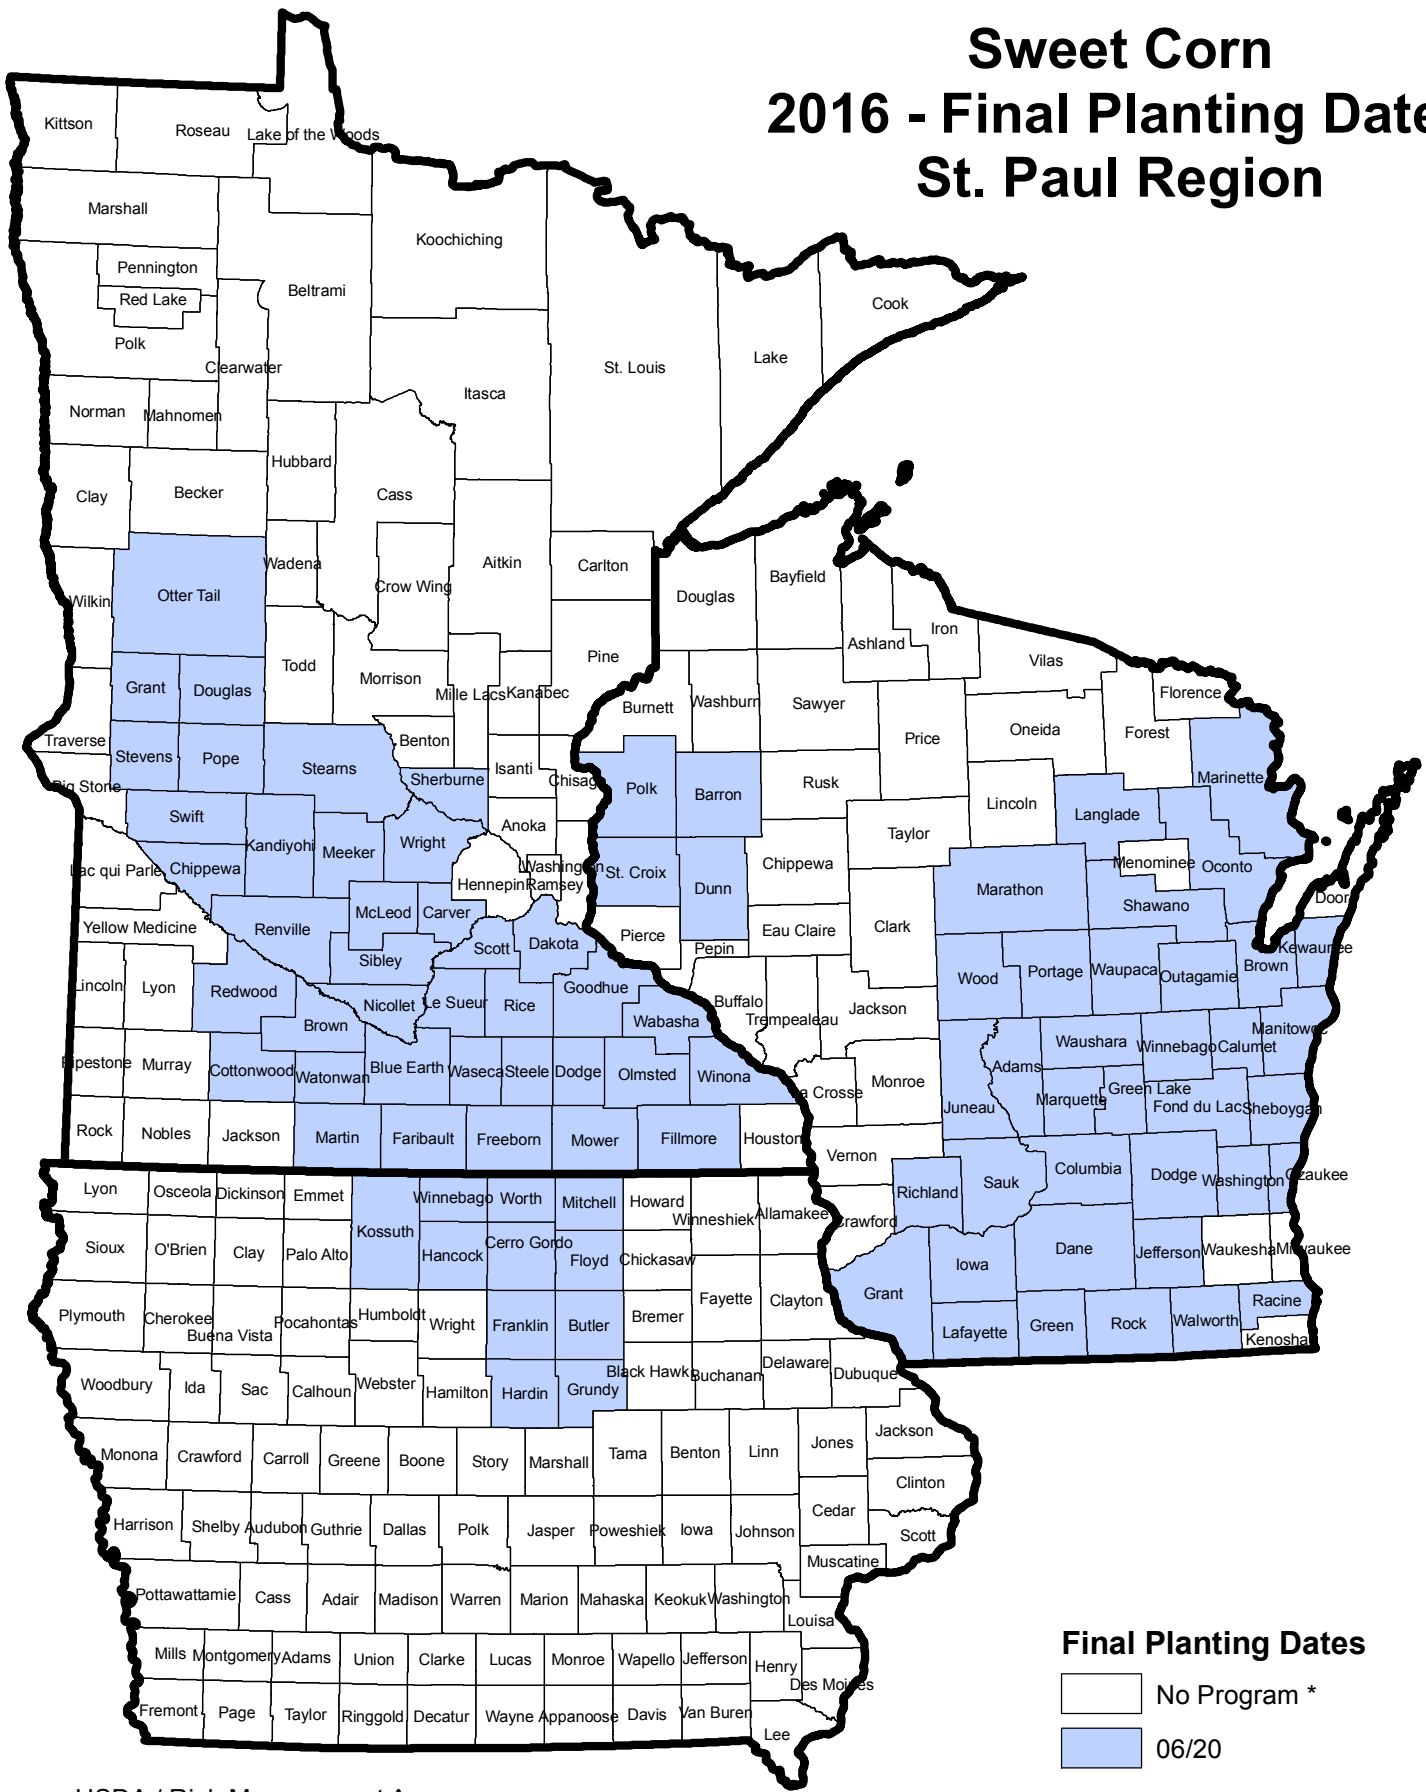 Sweet Corn
2016 - Final Planting Date
St. Paul Region
Kittson
Roseau
Lake of the Woods
Marshall
Koochiching
Pennington
Beltrami
Red Lake
Cook
Polk
Clearwater
St. Louis
Lake
Itasca
Norman
Mahnomen
Hubbard
Clay
Becker
Cass
Wadena
Aitkin
Carlton
Crow Wing
Otter Tail
Wilkin
Douglas
Bayfield
Ashland
Iron
Pine
Todd
Morrison
Vilas
Grant
Douglas
Mille Lacs
Kanabec
Burnett
Washburn
Sawyer
Florence
Traverse
Benton
Price
Oneida
Forest
Stevens
Pope
Stearns
Isanti
Chisag
Sherburne
Marinette
Big Stone
Polk
Barron
Rusk
Lincoln
Swift
Anoka
Langlade
Kandiyohi
Meeker
Wright
Taylor
Lac qui Parle
Chippewa
Washington
Hennepin
Ramsey
St. Croix
Dunn
Chippewa
Menominee
Oconto
Marathon
Door
Renville
McLeod
Carver
Shawano
Yellow Medicine
Scott
Dakota
Pierce
Pepin
Eau Claire
Clark
Kewaunee
Sibley
Wood
Portage
Waupaca
Outagamie
Brown
Lincoln
Lyon
Redwood
Nicollet
Le Sueur
Rice
Goodhue
Buffalo
Trempealeau
Jackson
Brown
Wabasha
Manitowoc
Waushara
Winnebago
Calumet
Pipestone
Murray
Cottonwood
Watonwan
Blue Earth
Waseca
Steele
Dodge
Olmsted
Winona
La Crosse
Monroe
Adams
Juneau
Marquette
Green Lake
Fond du Lac
Sheboygan
Rock
Nobles
Jackson
Martin
Faribault
Freeborn
Mower
Fillmore
Houston
Vernon
Columbia
Dodge
Washington
Ozaukee
Richland
Sauk
Crawford
Lyon
Osceola
Dickinson
Emmet
Winnebago
Worth
Mitchell
Howard
Winneshiek
Allamakee
Kossuth
Sioux
O'Brien
Clay
Palo Alto
Hancock
Cerro Gordo
Floyd
Chickasaw
Dane
Jefferson
Waukesha
Milwaukee
Iowa
Grant
Plymouth
Cherokee
Buena Vista
Pocahontas
Humboldt
Wright
Franklin
Butler
Bremer
Fayette
Clayton
Lafayette
Green
Rock
Walworth
Racine
Kenosha
Woodbury
Ida
Sac
Calhoun
Webster
Hamilton
Hardin
Grundy
Black Hawk
Buchanan
Delaware
Dubuque
Monona
Crawford
Carroll
Greene
Boone
Story
Marshall
Tama
Benton
Linn
Jones
Jackson
Clinton
Cedar
Harrison
Shelby
Audubon
Guthrie
Dallas
Polk
Jasper
Poweshiek
Iowa
Johnson
Scott
Muscatine
Pottawattamie
Cass
Adair
Madison
Warren
Marion
Mahaska
Keokuk
Washington
Louisa
Mills
Montgomery
Adams
Union
Clarke
Lucas
Monroe
Wapello
Jefferson
Henry
Des Moines
Fremont
Page
Taylor
Ringgold
Decatur
Wayne
Appanoose
Davis
Van Buren
Lee
Final Planting Dates
No Program *
06/20